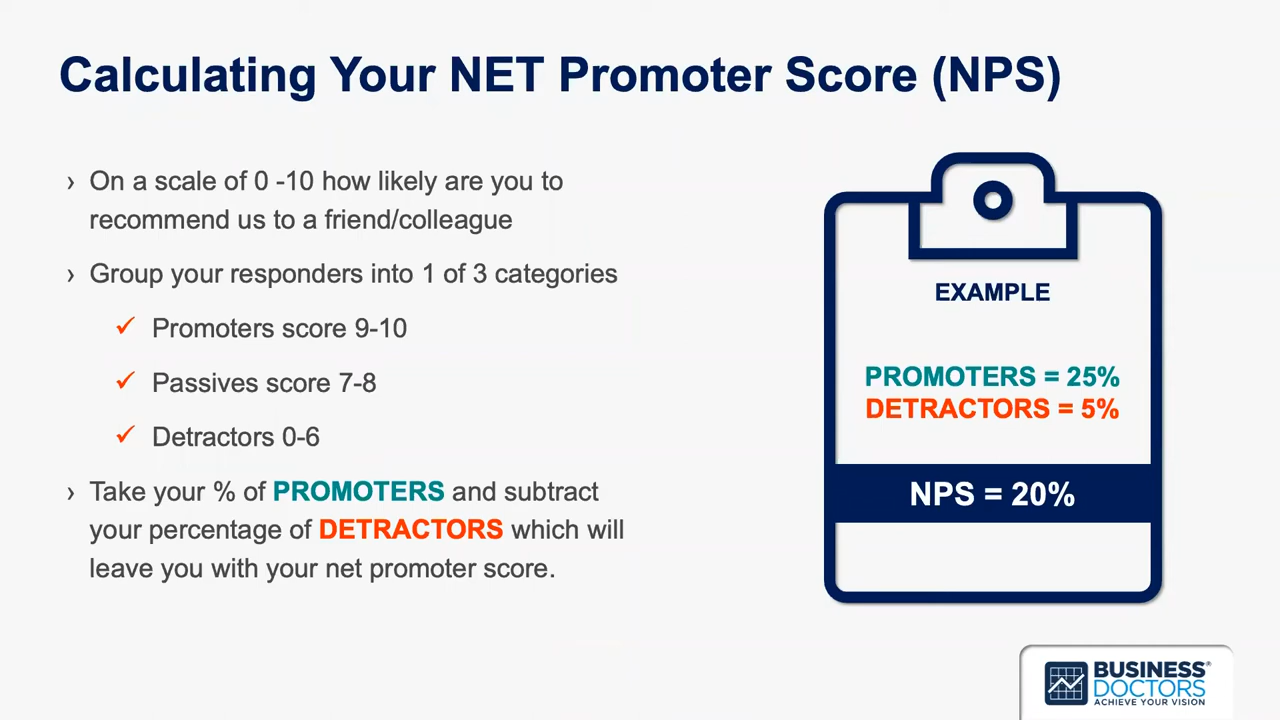 Calculating Your NET Promoter Score (NPS)
› On a scale of 0 -10 how likely are you to
recommend us to a friend/colleague
› Group your responders into 1 of 3 categories
✓ Promoters score 9-10
✓ Passives score 7-8
✓ Detractors 0-6
› Take your % of PROMOTERS and subtract
your percentage of DETRACTORS which will
leave you with your net promoter score.
EXAMPLE
PROMOTERS = 25%
DETRACTORS = 5%
NPS = 20%
BUSINESS®
DOCTORS
ACHIEVE YOUR VISION